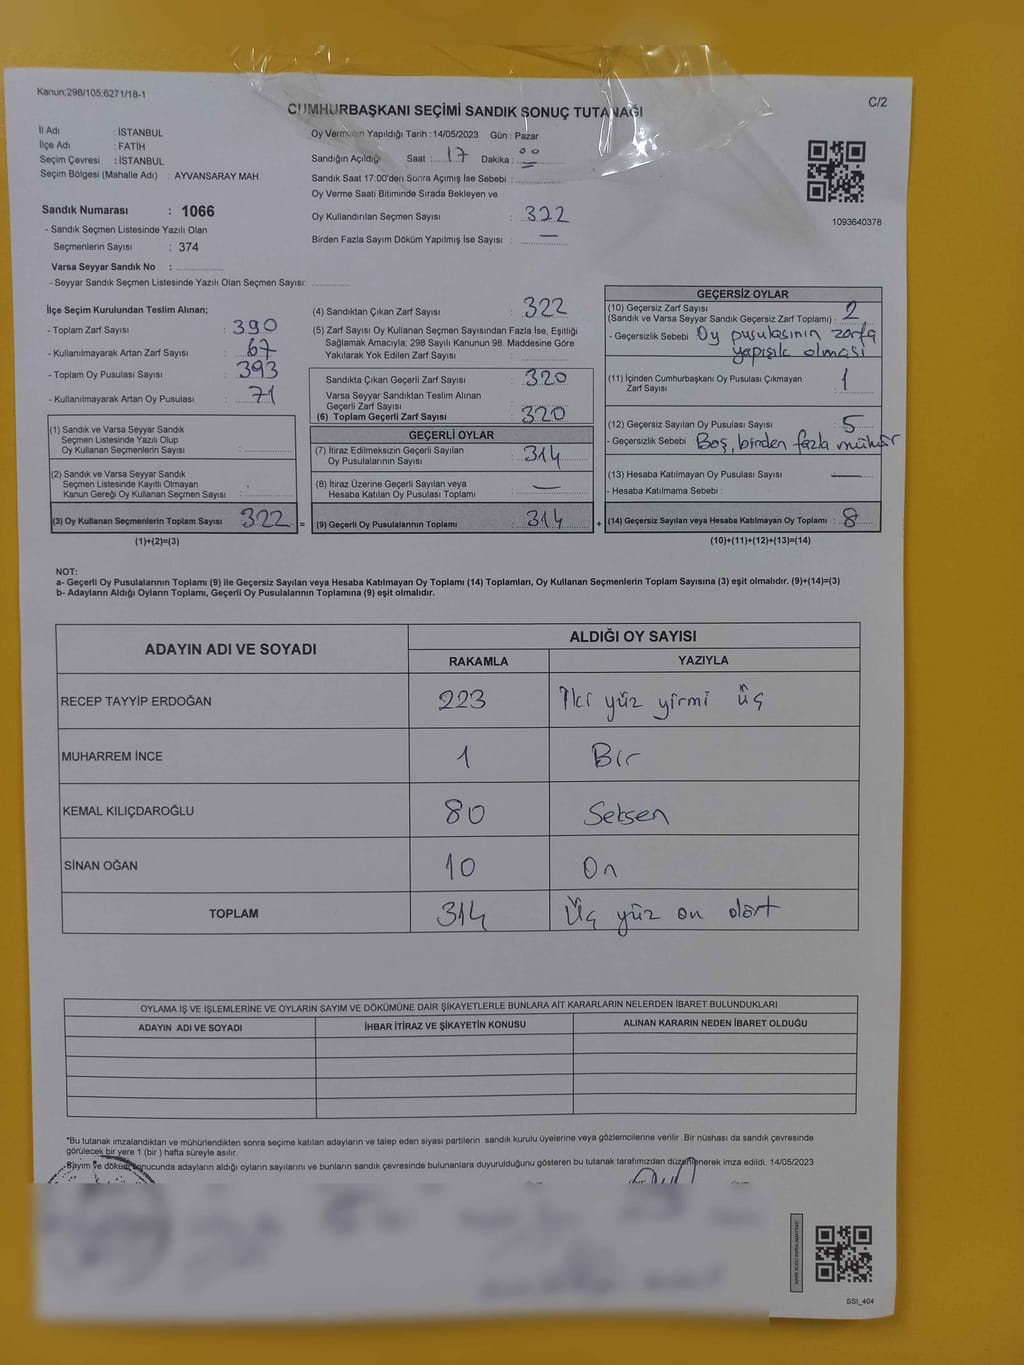 Kanun;298/105;6271/18-1
C/2
CUMHURBAŞKANI SEÇİMİ SANDIK SONUÇ TUTANAĞI
İl Adı : İSTANBUL
İlçe Adı : FATİH
Seçim Çevresi : İSTANBUL
Seçim Bölgesi (Mahalle Adı) : AYVANSARAY MAH.
Sandık Numarası : 1066
- Sandık Seçmen Listesinde Yazılı Olan
Seçmenlerin Sayısı : 374
Varsa Seyyar Sandık No :
- Seyyar Sandık Seçmen Listesinde Yazılı Olan Seçmen Sayısı:
Oy Vermenin Yapıldığı Tarih : 14/05/2023 Gün : Pazar
Sandığın Açıldığı Saat : 17 Dakika : 00
Sandık Saat 17:00'den Sonra Açımış İse Sebebi :
Oy Verme Saati Bitiminde Sırada Bekleyen ve
Oy Kullandırılan Seçmen Sayısı : 322
Birden Fazla Sayım Döküm Yapılmış İse Sayısı : —
1093640378
İlçe Seçim Kurulundan Teslim Alınan;
- Toplam Zarf Sayısı : 390
- Kullanılmayarak Artan Zarf Sayısı : 67
- Toplam Oy Pusulası Sayısı : 393
- Kullanılmayarak Artan Oy Pusulası : 71
(1) Sandık ve Varsa Seyyar Sandık
Seçmen Listesinde Yazılı Olup
Oy Kullanan Seçmenlerin Sayısı :
(2) Sandık ve Varsa Seyyar Sandık
Seçmen Listesinde Kayıtlı Olmayan
Kanun Gereği Oy Kullanan Seçmen Sayısı :
(3) Oy Kullanan Seçmenlerin Toplam Sayısı 322 =
(1)+(2)=(3)
(4) Sandıktan Çıkan Zarf Sayısı : 322
(5) Zarf Sayısı Oy Kullanan Seçmen Sayısından Fazla İse, Eşitliği
Sağlamak Amacıyla; 298 Sayılı Kanunun 98. Maddesine Göre
Yakılarak Yok Edilen Zarf Sayısı :
Sandıkta Çıkan Geçerli Zarf Sayısı : 320
Varsa Seyyar Sandıktan Teslim Alınan
Geçerli Zarf Sayısı :
(6) Toplam Geçerli Zarf Sayısı : 320
GEÇERLİ OYLAR
(7) İtiraz Edilmeksizin Geçerli Sayılan
Oy Pusulalarının Sayısı : 314
(8) İtiraz Üzerine Geçerli Sayılan veya
Hesaba Katılan Oy Pusulası Toplamı : —
(9) Geçerli Oy Pusulalarının Toplamı : 314 +
GEÇERSİZ OYLAR
(10) Geçersiz Zarf Sayısı
(Sandık ve Varsa Seyyar Sandık Geçersiz Zarf Toplamı) : 2
- Geçersizlik Sebebi : Oy pusulasının zarfa
yapışık olması
(11) İçinden Cumhurbaşkanı Oy Pusulası Çıkmayan
Zarf Sayısı : 1
(12) Geçersiz Sayılan Oy Pusulası Sayısı : 5
- Geçersizlik Sebebi : Boş, birden fazla mühür
(13) Hesaba Katılmayan Oy Pusulası Sayısı : —
- Hesaba Katılmama Sebebi :
(14) Geçersiz Sayılan veya Hesaba Katılmayan Oy Toplamı : 8
(10)+(11)+(12)+(13)=(14)
NOT:
a- Geçerli Oy Pusulalarının Toplamı (9) ile Geçersiz Sayılan veya Hesaba Katılmayan Oy Toplamı (14) Toplamları, Oy Kullanan Seçmenlerin Toplam Sayısına (3) eşit olmalıdır. (9)+(14)=(3)
b- Adayların Aldığı Oyların Toplamı, Geçerli Oy Pusulalarının Toplamına (9) eşit olmalıdır.
ADAYIN ADI VE SOYADI ALDIĞI OY SAYISI
RAKAMLA YAZIYLA
RECEP TAYYİP ERDOĞAN 223 İki yüz yirmi üç
MUHARREM İNCE 1 Bir
KEMAL KILIÇDAROĞLU 80 Seksen
SİNAN OĞAN 10 On
TOPLAM 314 Üç yüz on dört
OYLAMA İŞ VE İŞLEMLERİNE VE OYLARIN SAYIM VE DÖKÜMÜNE DAİR ŞİKAYETLERLE BUNLARA AİT KARARLARIN NELERDEN İBARET BULUNDUKLARI
ADAYIN ADI VE SOYADI İHBAR İTİRAZ VE ŞİKAYETİN KONUSU ALINAN KARARIN NEDEN İBARET OLDUĞU
*Bu tutanak imzalandıktan ve mühürlendikten sonra seçime katılan adayların ve talep eden siyasi partilerin sandık kurulu üyelerine veya gözlemcilerine verilir. Bir nüshası da sandık çevresinde
görülecek bir yere 1 (bir ) hafta süreyle asılır.
Sayım ve döküm sonucunda adayların aldığı oyların sayılarını ve bunların sandık çevresinde bulunanlara duyurulduğunu gösteren bu tutanak tarafımızdan düzenlenerek imza edildi. 14/05/2023
SSI_404